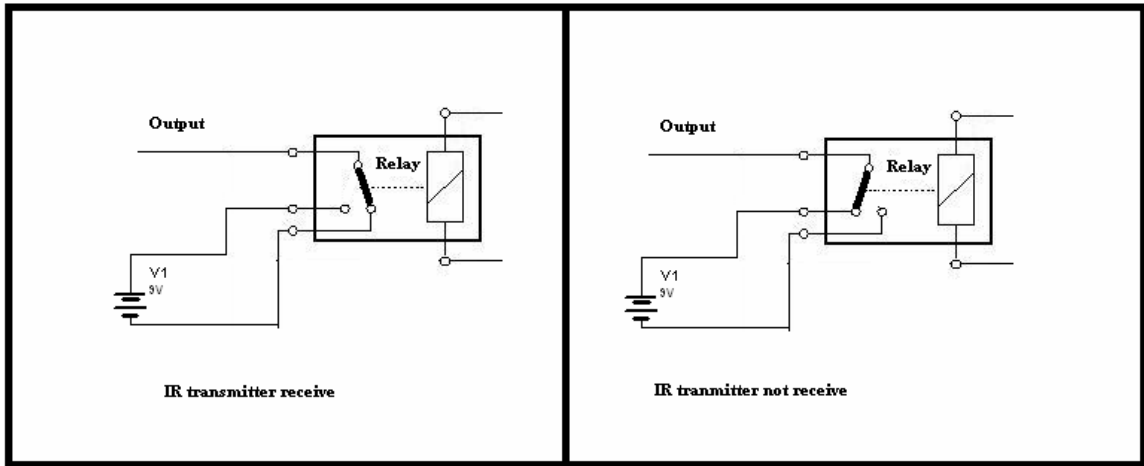 Output
Relay
V1
9V
IR transmitter receive
Output
Relay
V1
9V
IR tranmitter not receive